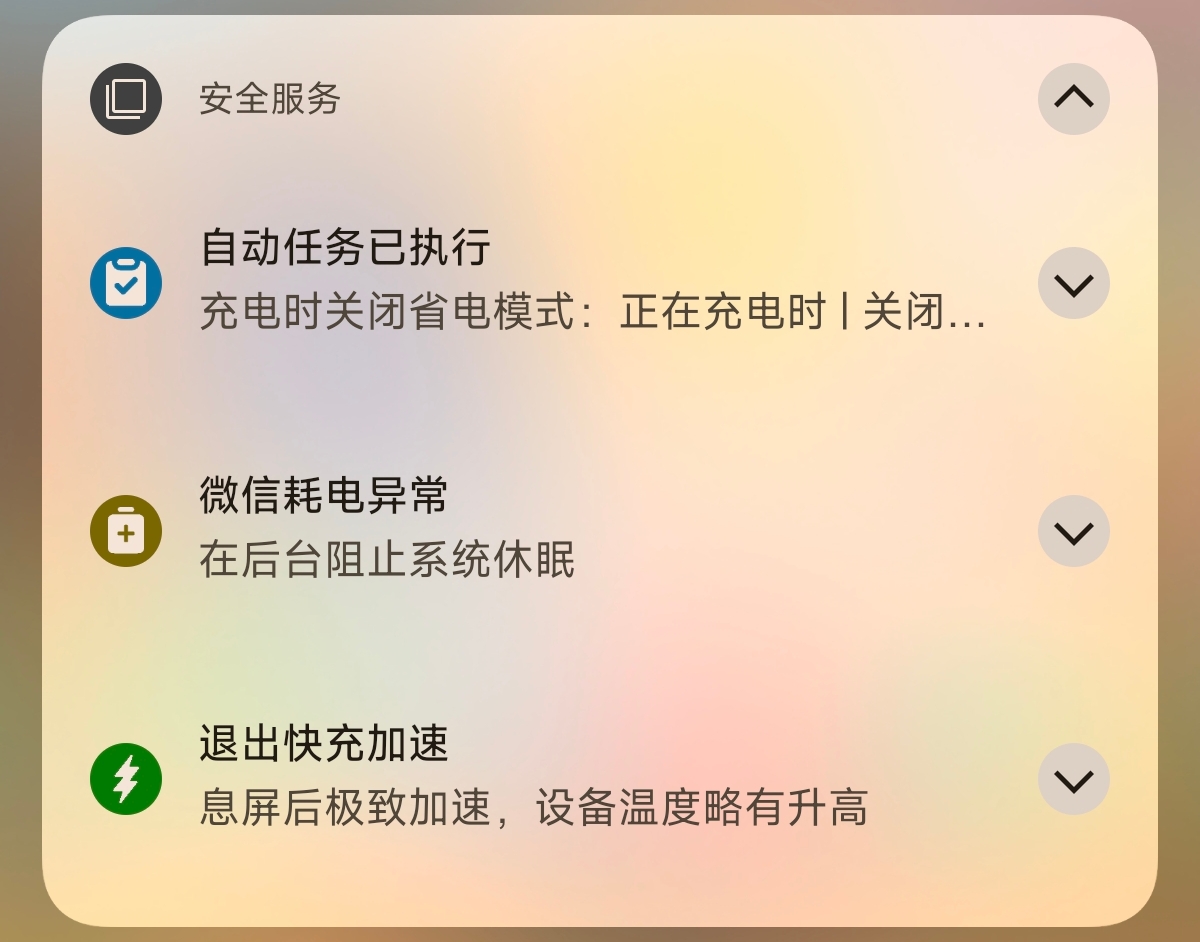 安全服务
自动任务已执行
充电时关闭省电模式：正在充电时 | 关闭...
微信耗电异常
在后台阻止系统休眠
退出快充加速
息屏后极致加速，设备温度略有升高